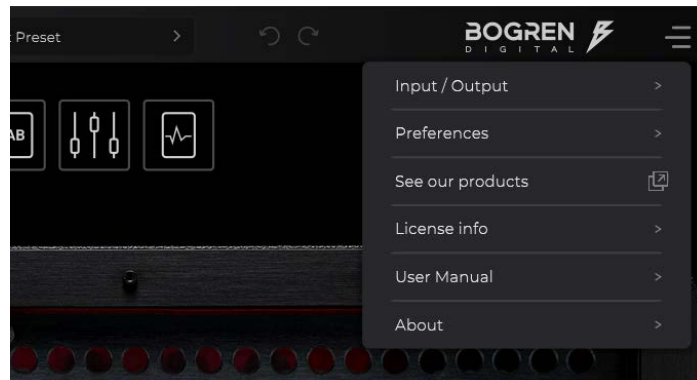 Preset
BOGREN
DIGITAL
Input / Output
Preferences
AB
See our products
License info
User Manual
About